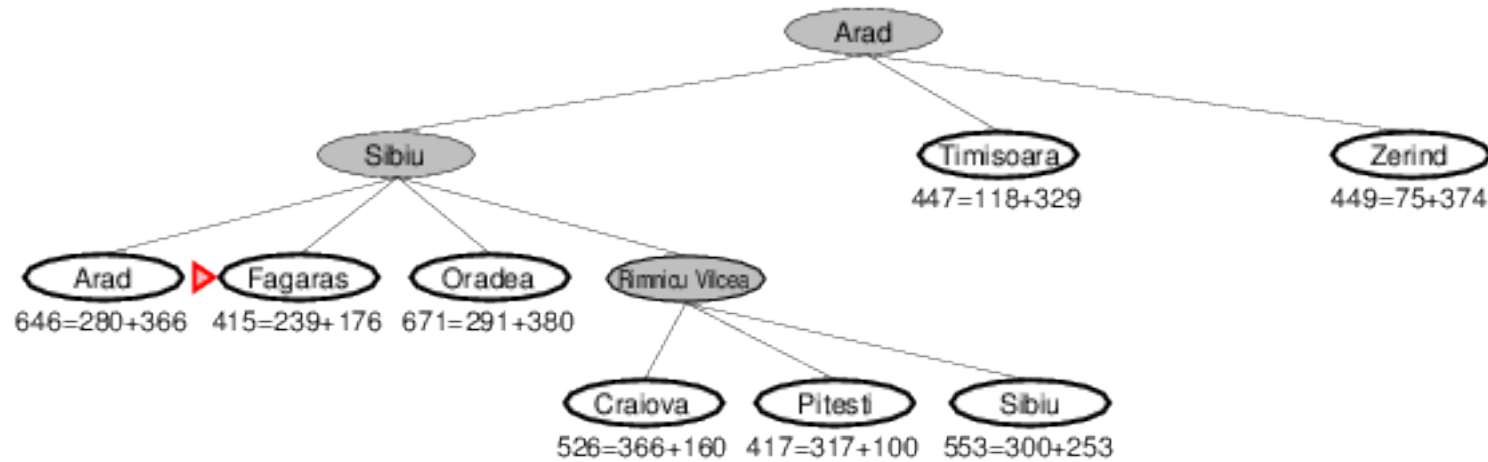 Arad
Sibiu
Timisoara
Zerind
447=118+329
449=75+374
Arad
Fagaras
Oradea
Rimnicu Vilcea
646=280+366
415=239+176
671=291+380
Craiova
Pitesti
Sibiu
526=366+160
417=317+100
553=300+253